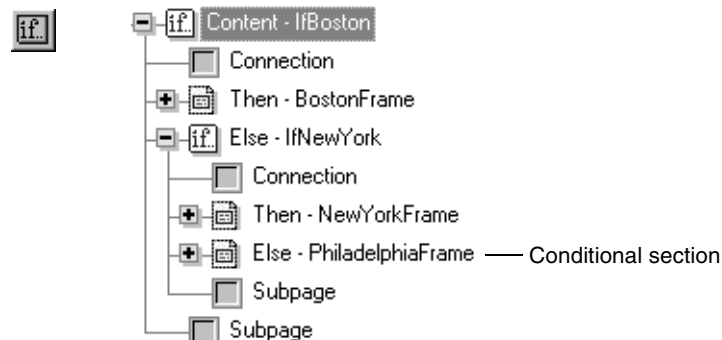 if..
if.. Content - IfBoston
Connection
Then - BostonFrame
if.. Else - IfNewYork
Connection
Then - NewYorkFrame
Else - PhiladelphiaFrame Conditional section
Subpage
Subpage